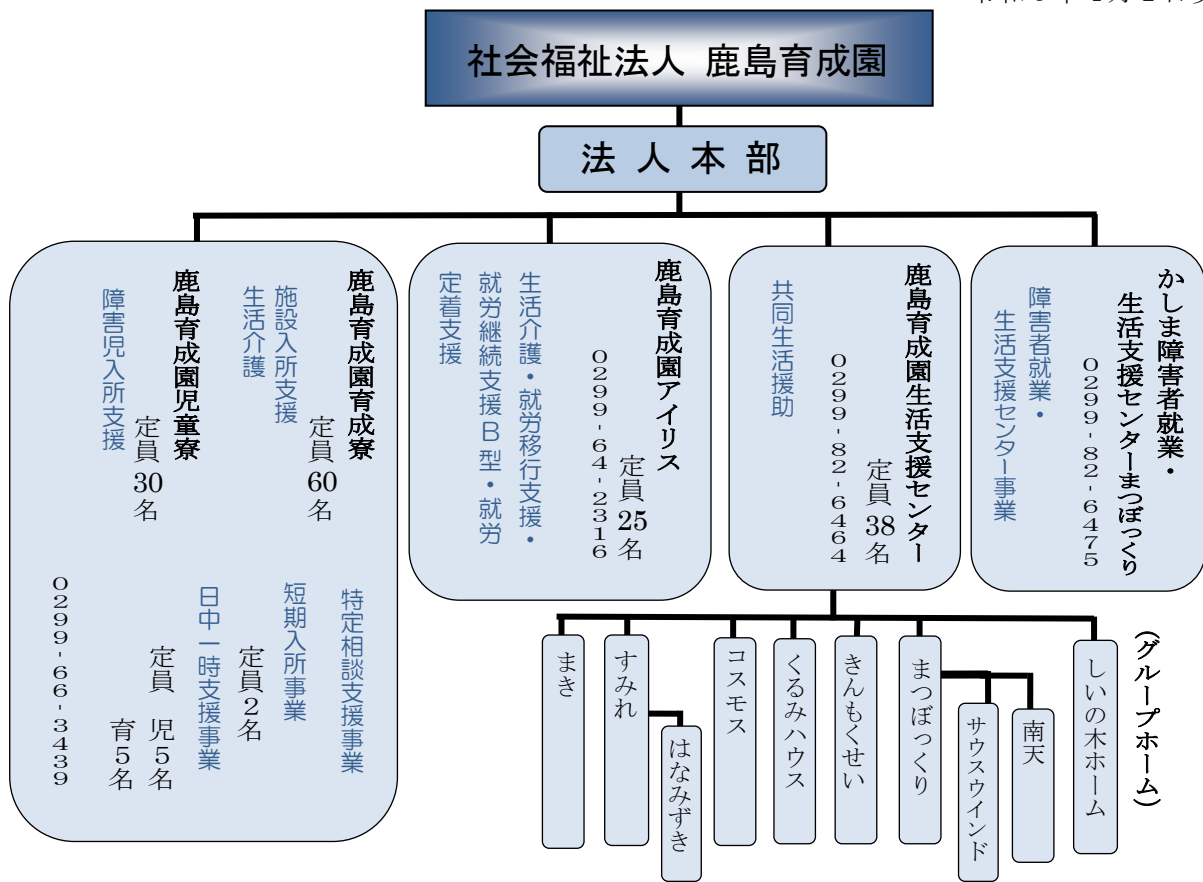 社会福祉法人 鹿島育成園
法人本部
かしま障害者就業・
生活支援センターまつぼっくり
0299-82-6475
障害者就業・
生活支援センター事業
鹿島育成園生活支援センター
定員38名
0299-82-6464
共同生活援助
鹿島育成園アイリス
定員25名
0299-64-2316
生活介護・就労移行支援・
就労継続支援B型・就労
定着支援
鹿島育成園育成寮
定員60名
施設入所支援
生活介護
鹿島育成園児童寮
定員30名
障害児入所支援
特定相談支援事業
短期入所事業
定員2名
日中一時支援事業
定員 児5名
育5名
0299-66-3439
(グループホーム)
しいの木ホーム
南天
サウスウインド
まつぼっくり
きんもくせい
くるみハウス
コスモス
はなみずき
すみれ
まき